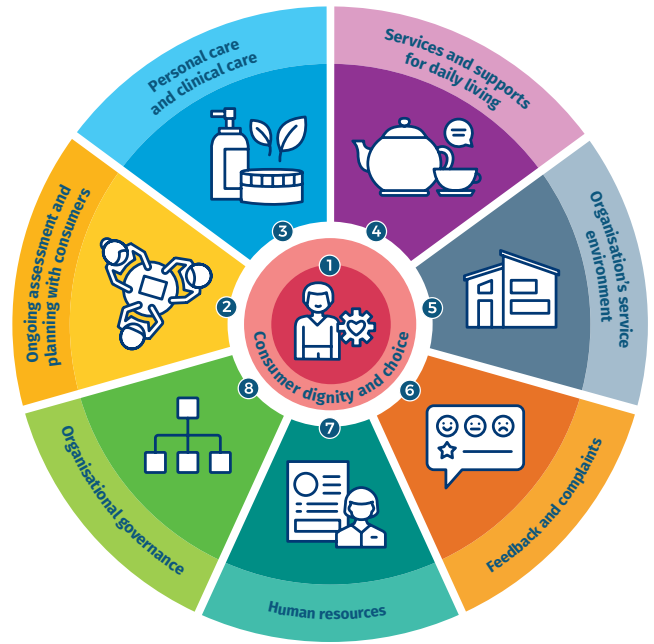 1
Consumer dignity and choice
2
Ongoing assessment and
planning with consumers
3
Personal care
and clinical care
4
Services and supports
for daily living
5
Organisation's service
environment
6
Feedback and complaints
7
Human resources
8
Organisational governance